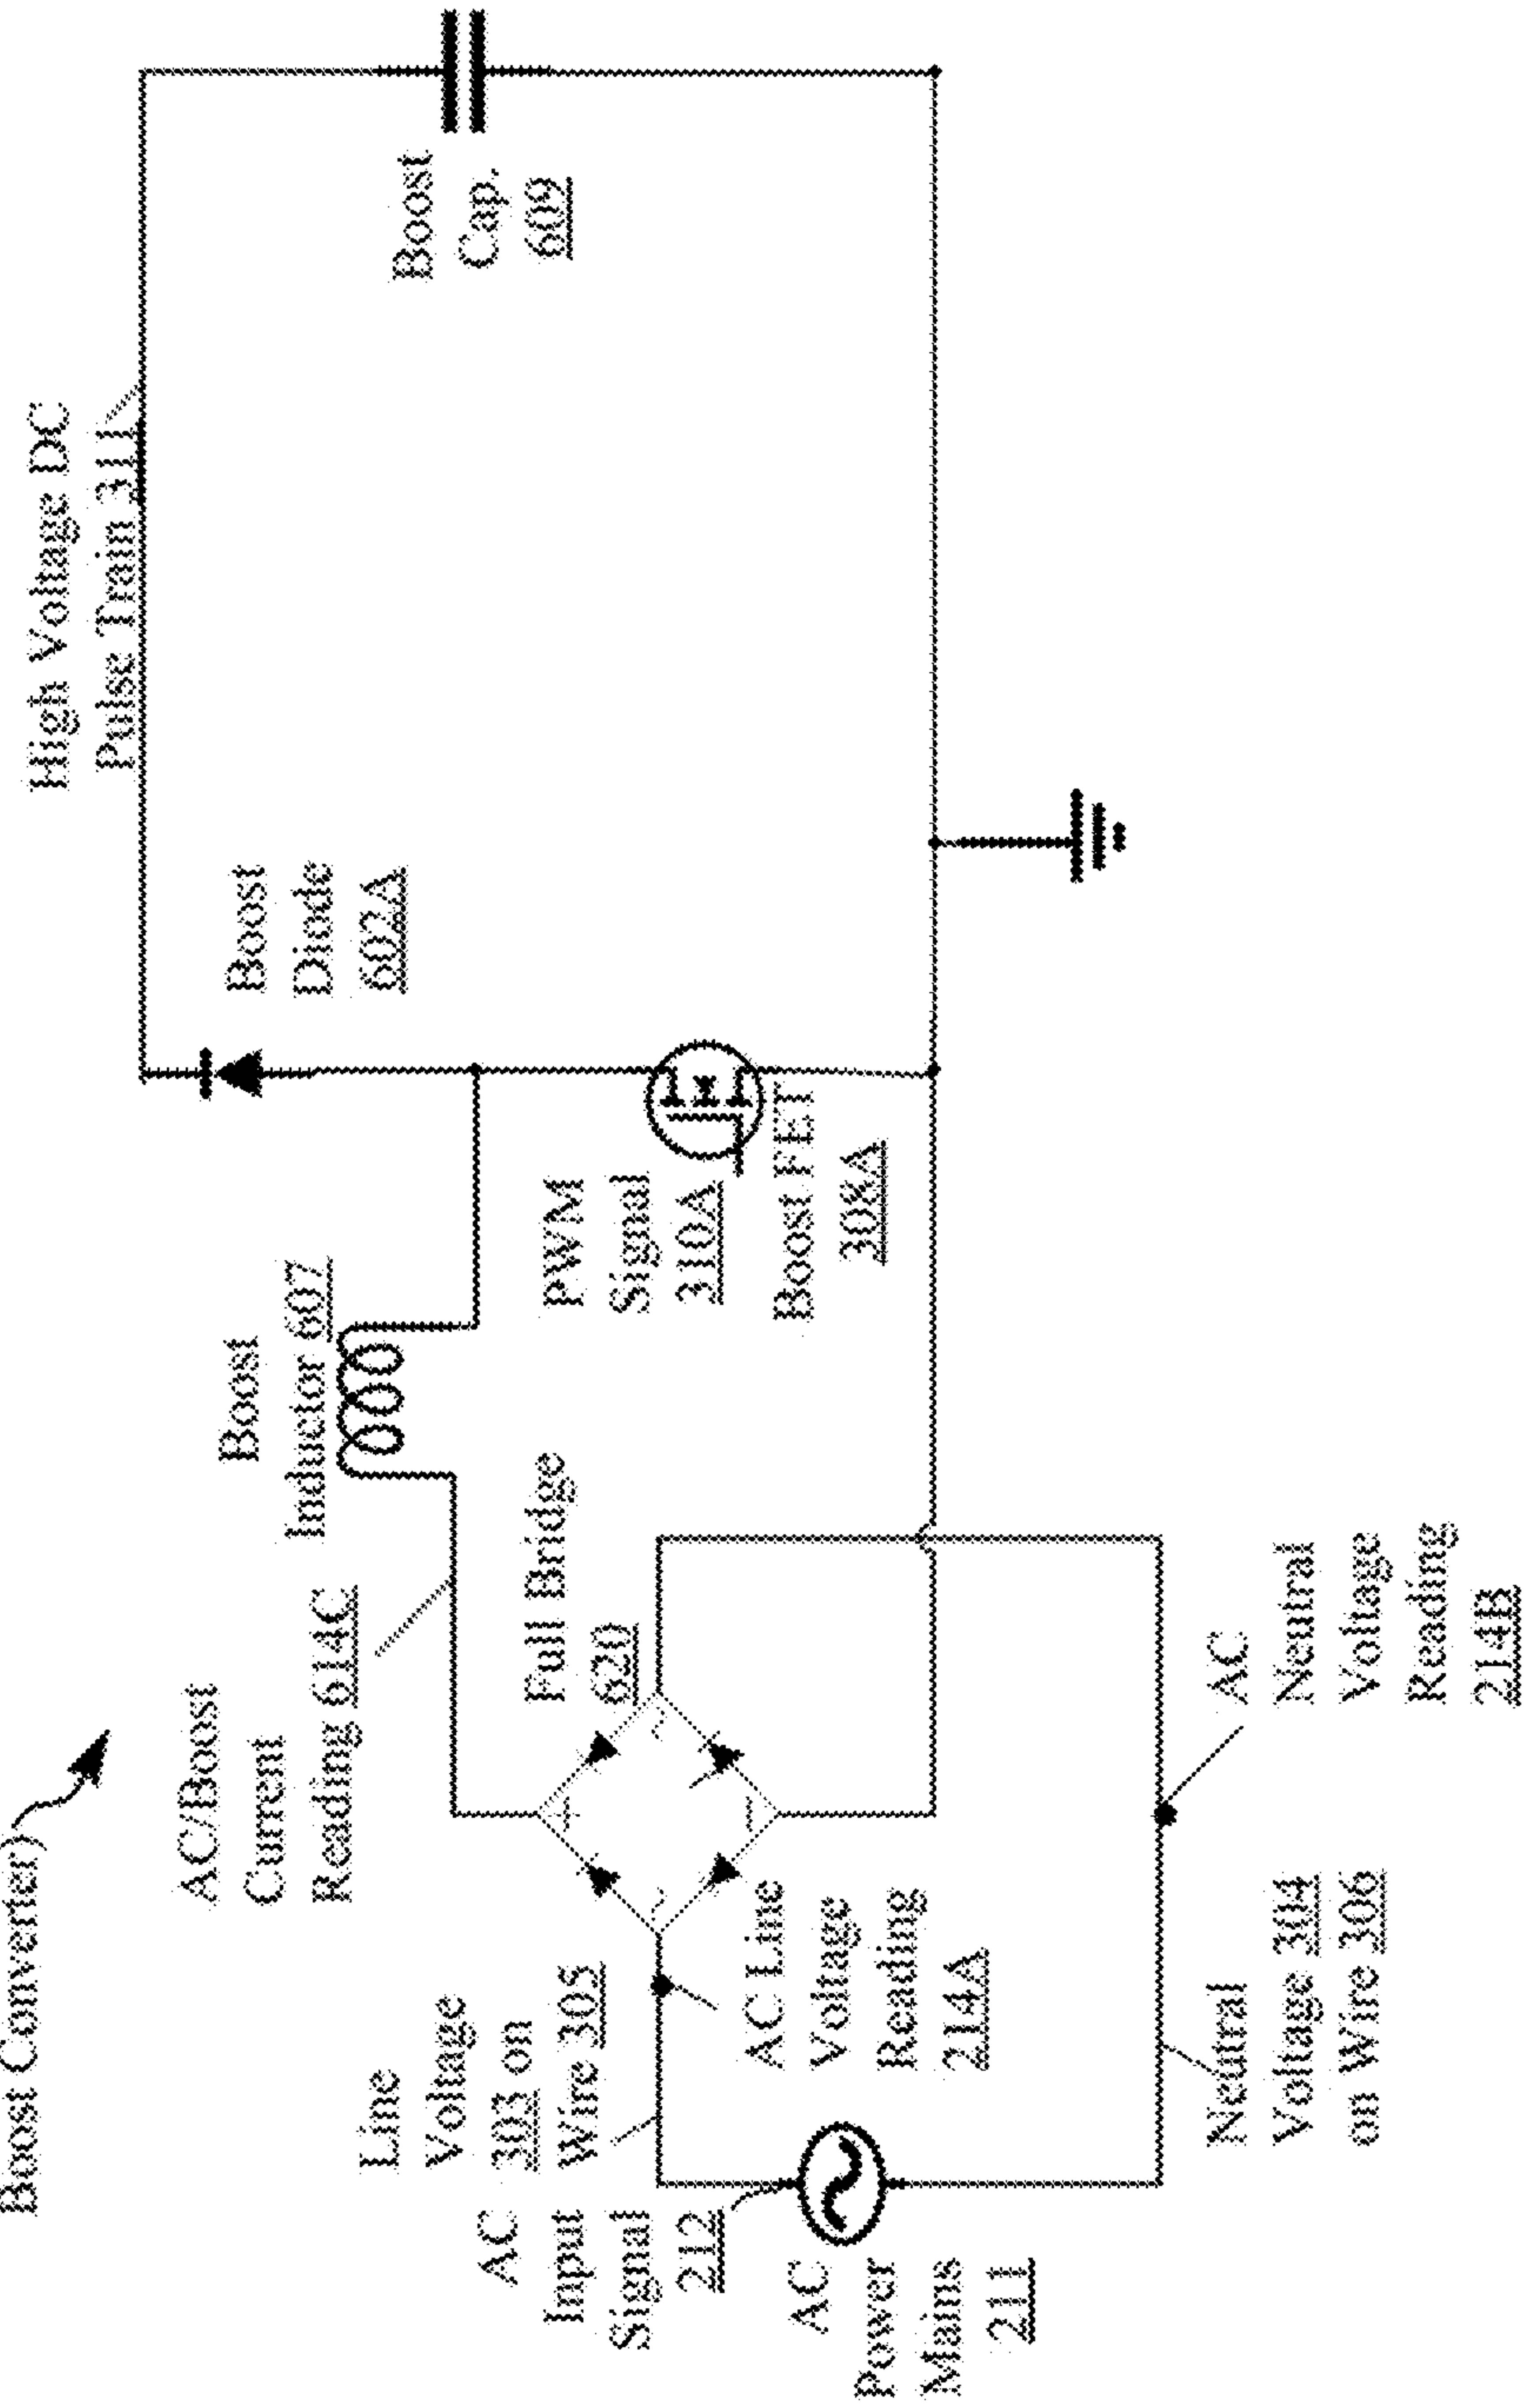 Boost Converter)
High Voltage DC
Pulse Train 311
AC/Boost
Current
Reading 614C
Boost
Inductor 607
Boost
Diode
602A
Boost
Cap.
609
Line
Voltage
303 on
Wire 305
Full Bridge
620
PWM
Signal
310A
Boost FET
308A
AC
Input
Signal
212
AC Line
Voltage
Reading
214A
AC
Power
Mains
211
Neutral
Voltage 304
on Wire 306
AC
Neutral
Voltage
Reading
214B